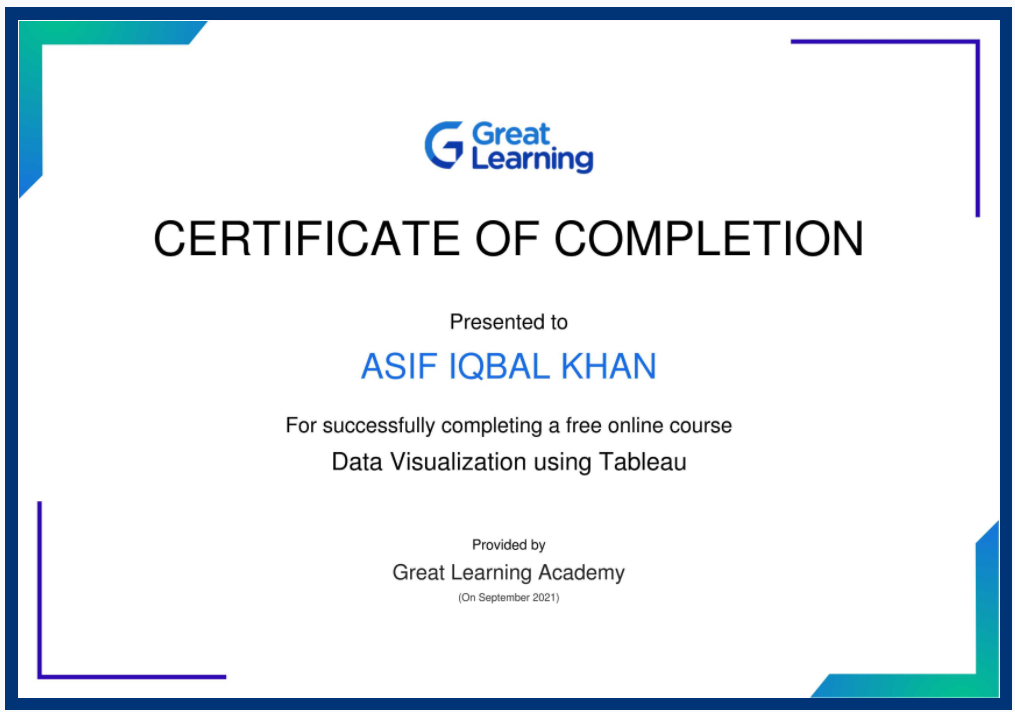 Great
Learning
CERTIFICATE OF COMPLETION
Presented to
ASIF IQBAL KHAN
For successfully completing a free online course
Data Visualization using Tableau
Provided by
Great Learning Academy
(On September 2021)